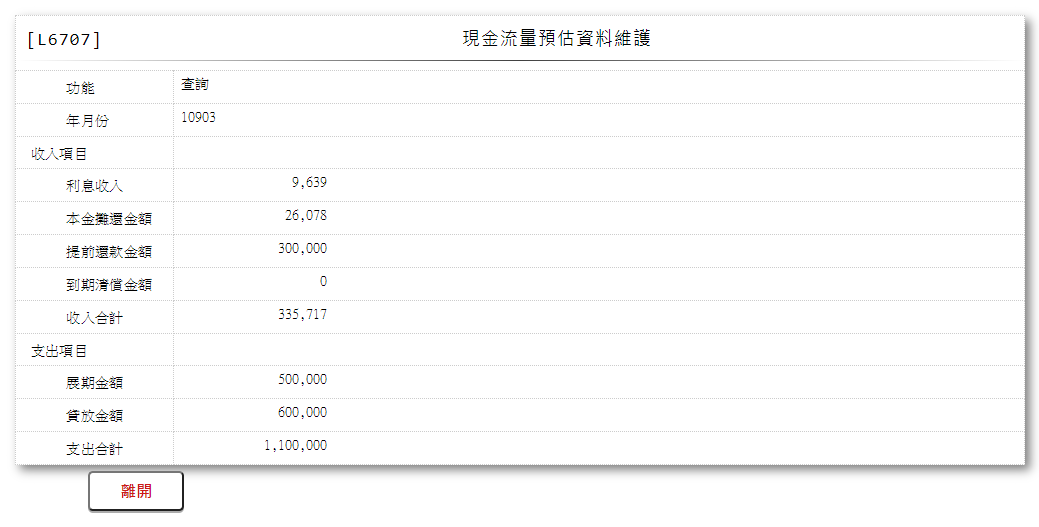 [L6707] 現金流量預估資料維護
功能 查詢
年月份 10903
收入項目
利息收入 9,639
本金攤還金額 26,078
提前還款金額 300,000
到期清償金額 0
收入合計 335,717
支出項目
展期金額 500,000
貸放金額 600,000
支出合計 1,100,000
離開